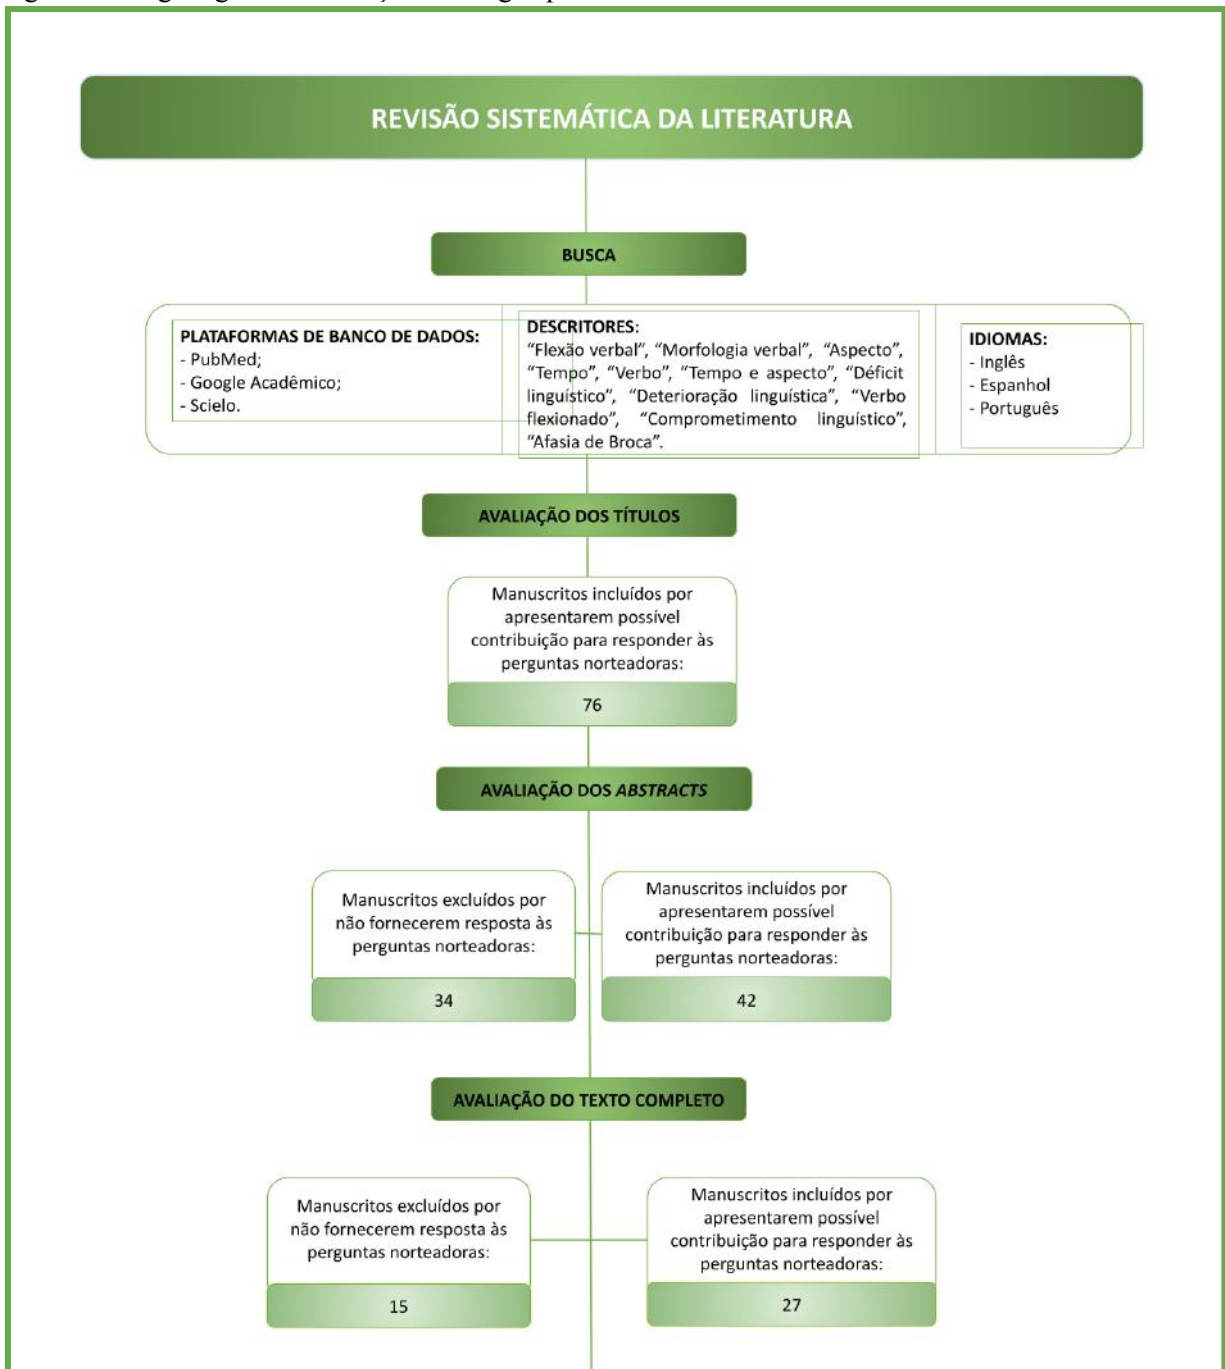 REVISÃO SISTEMÁTICA DA LITERATURA
BUSCA
PLATAFORMAS DE BANCO DE DADOS:
- PubMed;
- Google Acadêmico;
- Scielo.
DESCRITORES:
“Flexão verbal”, “Morfologia verbal”, “Aspecto”,
“Tempo”, “Verbo”, “Tempo e aspecto”, “Déficit
linguístico”, “Deterioração linguística”, “Verbo
flexionado”, “Comprometimento linguístico”,
“Afasia de Broca”.
IDIOMAS:
- Inglês
- Espanhol
- Português
AVALIAÇÃO DOS TÍTULOS
Manuscritos incluídos por
apresentarem possível
contribuição para responder às
perguntas norteadoras:
76
AVALIAÇÃO DOS ABSTRACTS
Manuscritos excluídos por
não fornecerem resposta às
perguntas norteadoras:
34
Manuscritos incluídos por
apresentarem possível
contribuição para responder às
perguntas norteadoras:
42
AVALIAÇÃO DO TEXTO COMPLETO
Manuscritos excluídos por
não fornecerem resposta às
perguntas norteadoras:
15
Manuscritos incluídos por
apresentarem possível
contribuição para responder às
perguntas norteadoras:
27